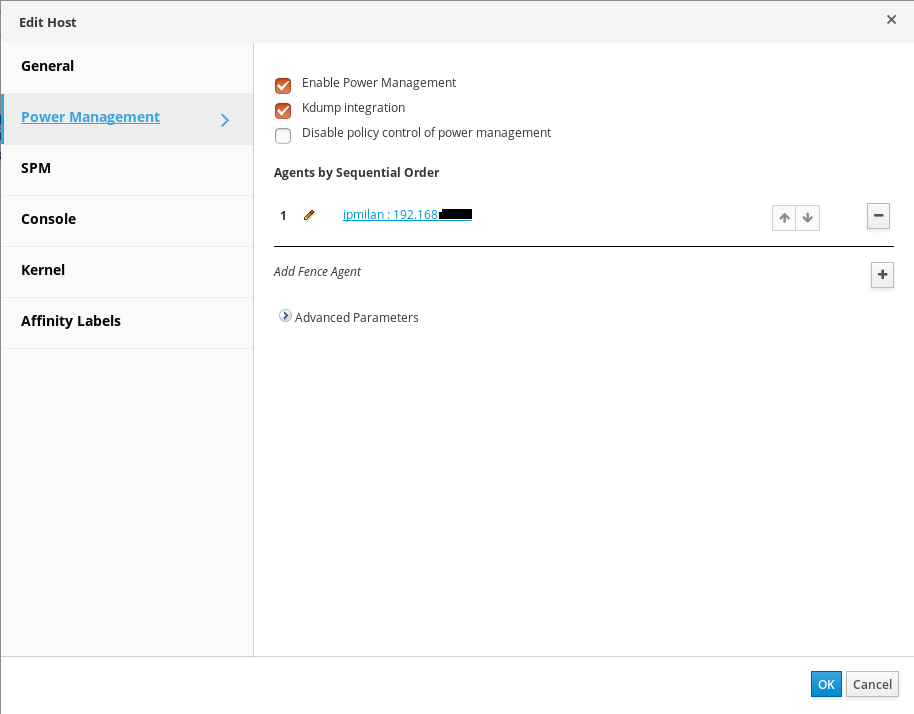 Edit Host
General
Power Management
SPM
Console
Kernel
Affinity Labels
Enable Power Management
Kdump integration
Disable policy control of power management
Agents by Sequential Order
1 ipmilan : 192.168
Add Fence Agent
Advanced Parameters
OK Cancel